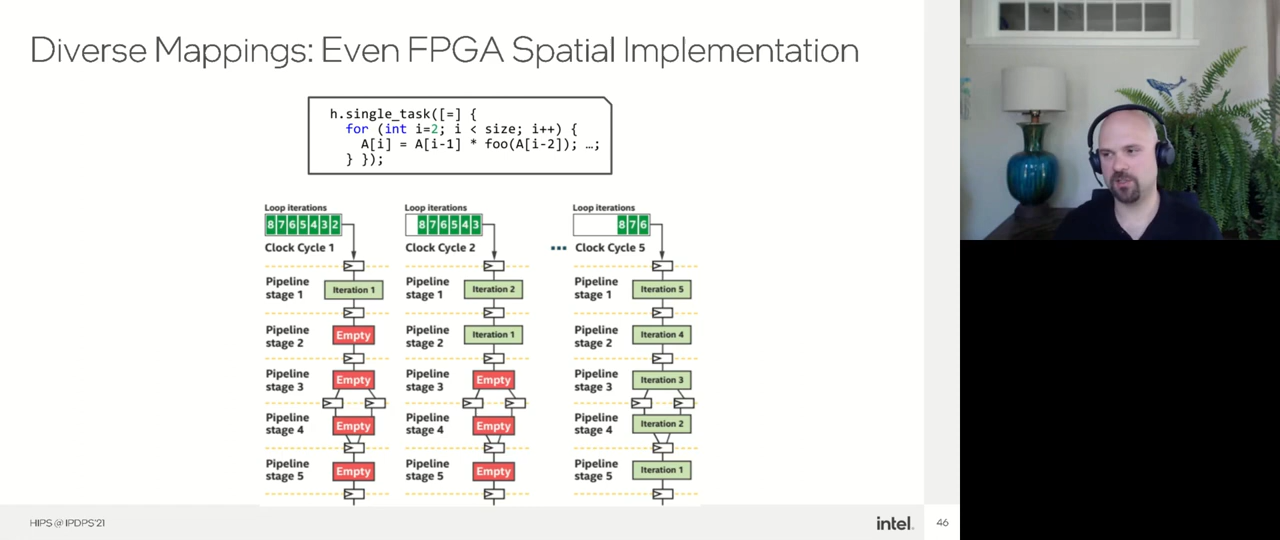 Diverse Mappings: Even FPGA Spatial Implementation
h.single_task([=] {
for (int i=2; i < size; i++) {
A[i] = A[i-1] * foo(A[i-2]); …;
} });
Loop iterations
8 7 6 5 4 3 2
Clock Cycle 1
Pipeline
stage 1
Iteration 1
Pipeline
stage 2
Empty
Pipeline
stage 3
Empty
Pipeline
stage 4
Empty
Pipeline
stage 5
Empty
Loop iterations
8 7 6 5 4 3
Clock Cycle 2
Pipeline
stage 1
Iteration 2
Pipeline
stage 2
Iteration 1
Pipeline
stage 3
Empty
Pipeline
stage 4
Empty
Pipeline
stage 5
Empty
Loop iterations
8 7 6
... Clock Cycle 5
Pipeline
stage 1
Iteration 5
Pipeline
stage 2
Iteration 4
Pipeline
stage 3
Iteration 3
Pipeline
stage 4
Iteration 2
Pipeline
stage 5
Iteration 1
HIPS @ IPDPS'21
intel.
46